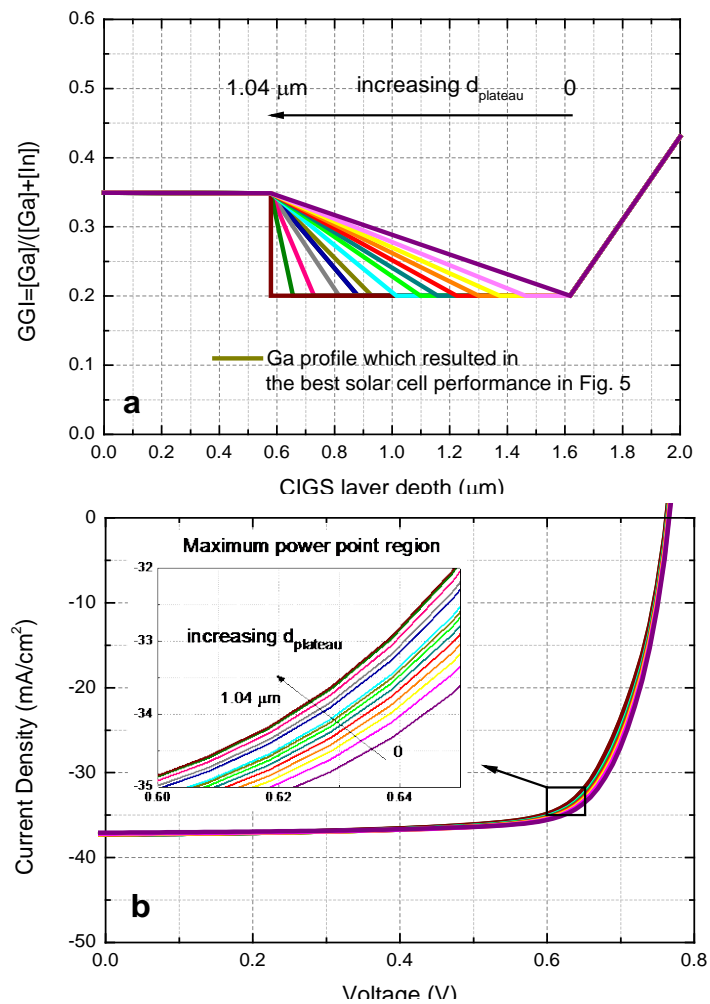 0.6
0.5
0.4
0.3
0.2
0.1
0.0
GGI=[Ga]/([Ga]+[In])
1.04 μm
increasing d_plateau
0
Ga profile which resulted in
the best solar cell performance in Fig. 5
a
0.0 0.2 0.4 0.6 0.8 1.0 1.2 1.4 1.6 1.8 2.0
CIGS layer depth (μm)
0
-10
-20
-30
-40
-50
Current Density (mA/cm²)
Maximum power point region
-32
-33
-34
-35
increasing d_plateau
1.04 μm
0
0.60 0.62 0.64
b
0.0 0.2 0.4 0.6 0.8
Voltage (V)